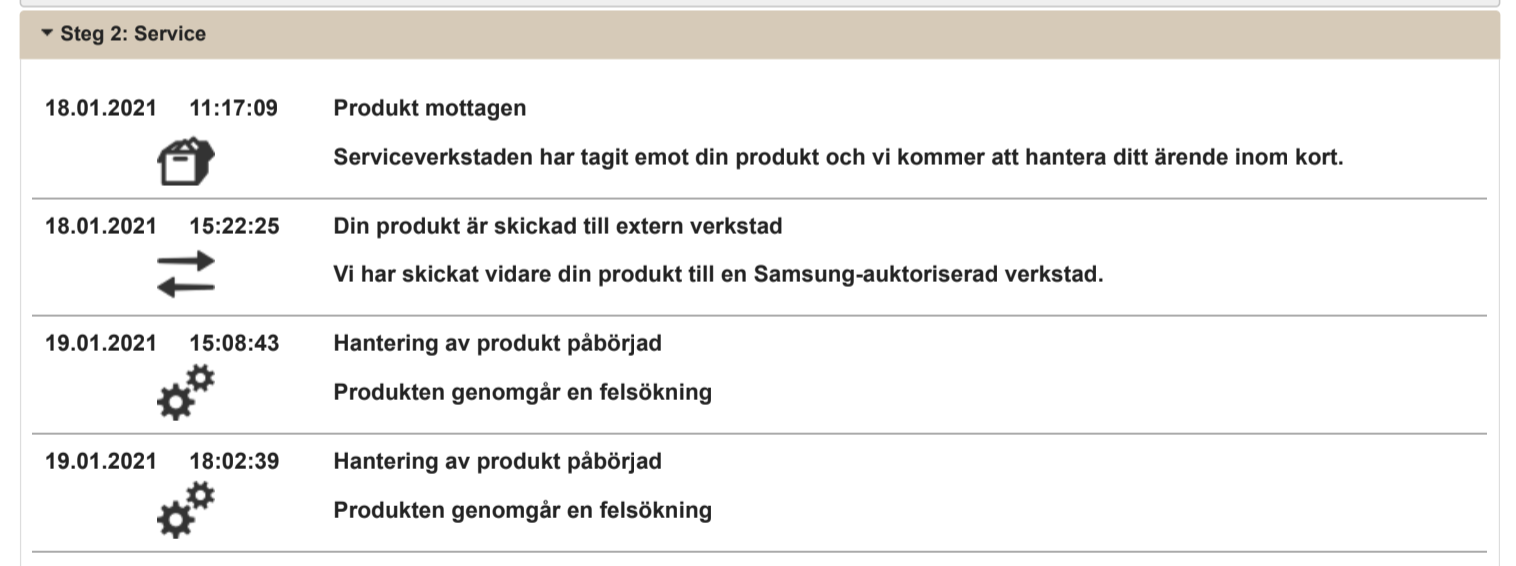 Steg 2: Service
18.01.2021 11:17:09 Produkt mottagen
Serviceverkstaden har tagit emot din produkt och vi kommer att hantera ditt ärende inom kort.
18.01.2021 15:22:25 Din produkt är skickad till extern verkstad
Vi har skickat vidare din produkt till en Samsung-auktoriserad verkstad.
19.01.2021 15:08:43 Hantering av produkt påbörjad
Produkten genomgår en felsökning
19.01.2021 18:02:39 Hantering av produkt påbörjad
Produkten genomgår en felsökning